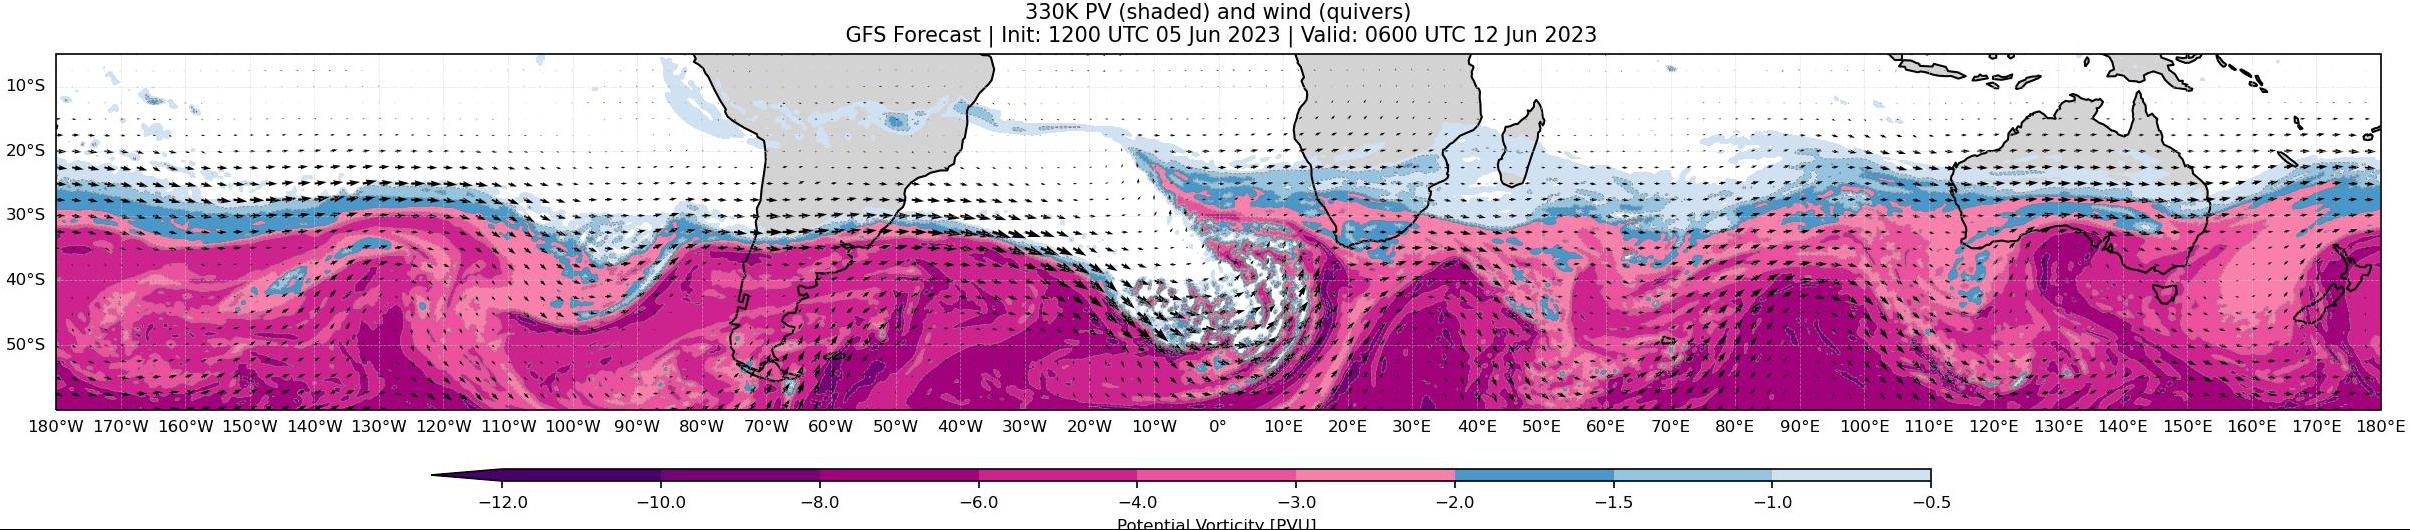 330K PV (shaded) and wind (quivers)
GFS Forecast | Init: 1200 UTC 05 Jun 2023 | Valid: 0600 UTC 12 Jun 2023
10°S
20°S
30°S
40°S
50°S
180°W 170°W 160°W 150°W 140°W 130°W 120°W 110°W 100°W 90°W 80°W 70°W 60°W 50°W 40°W 30°W 20°W 10°W 0° 10°E 20°E 30°E 40°E 50°E 60°E 70°E 80°E 90°E 100°E 110°E 120°E 130°E 140°E 150°E 160°E 170°E 180°E
−12.0 −10.0 −8.0 −6.0 −4.0 −3.0 −2.0 −1.5 −1.0 −0.5
Potential Vorticity [PVU]